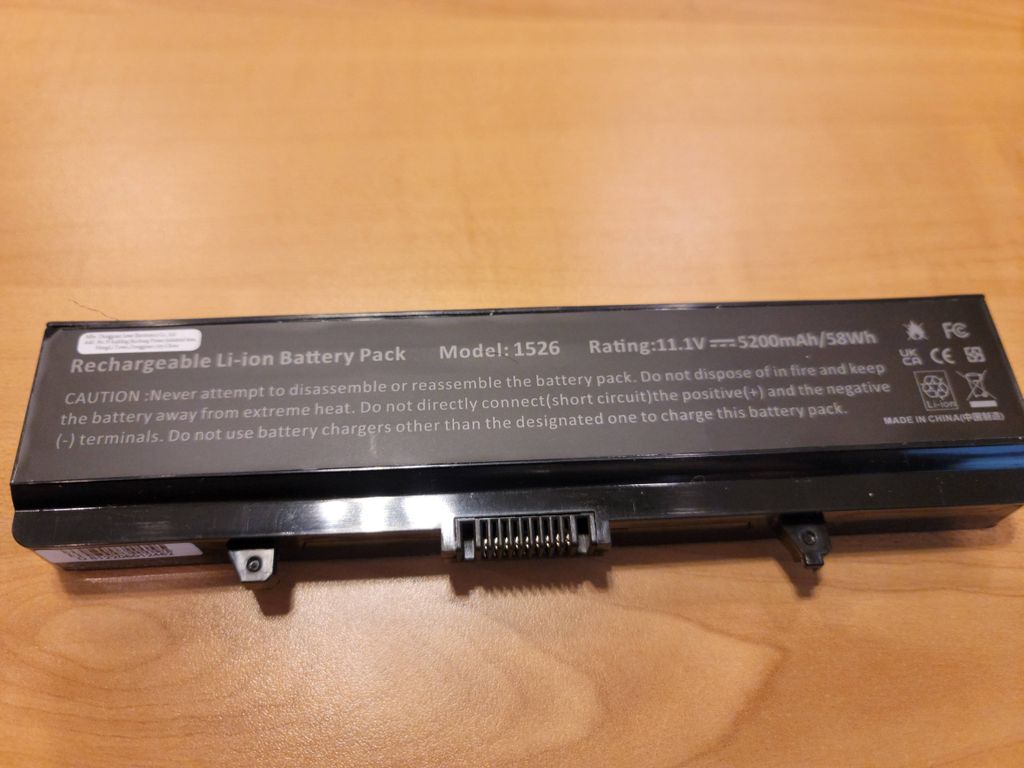 Rechargeable Li-ion Battery Pack Model: 1526 Rating:11.1V⎓5200mAh/58Wh
CAUTION :Never attempt to disassemble or reassemble the battery pack. Do not dispose of in fire and keep
the battery away from extreme heat. Do not directly connect(short circuit)the positive(+) and the negative
(-) terminals. Do not use battery chargers other than the designated one to charge this battery pack.
FC
UK
CA CE
Li-ion
MADE IN CHINA(中国制造)